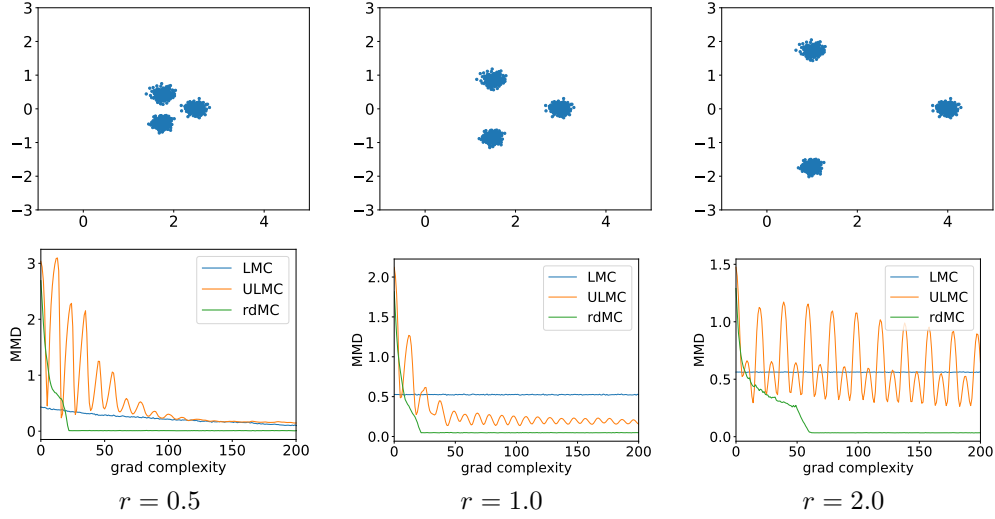 3
2
1
0
−1
−2
−3
0 2 4
3
2
1
0
−1
−2
−3
0 2 4
3
2
1
0
−1
−2
−3
0 2 4
MMD
3
2
1
0
LMC
ULMC
rdMC
0 50 100 150 200
grad complexity
r = 0.5
MMD
2.0
1.5
1.0
0.5
0.0
LMC
ULMC
rdMC
0 50 100 150 200
grad complexity
r = 1.0
MMD
1.5
1.0
0.5
0.0
LMC
ULMC
rdMC
0 50 100 150 200
grad complexity
r = 2.0